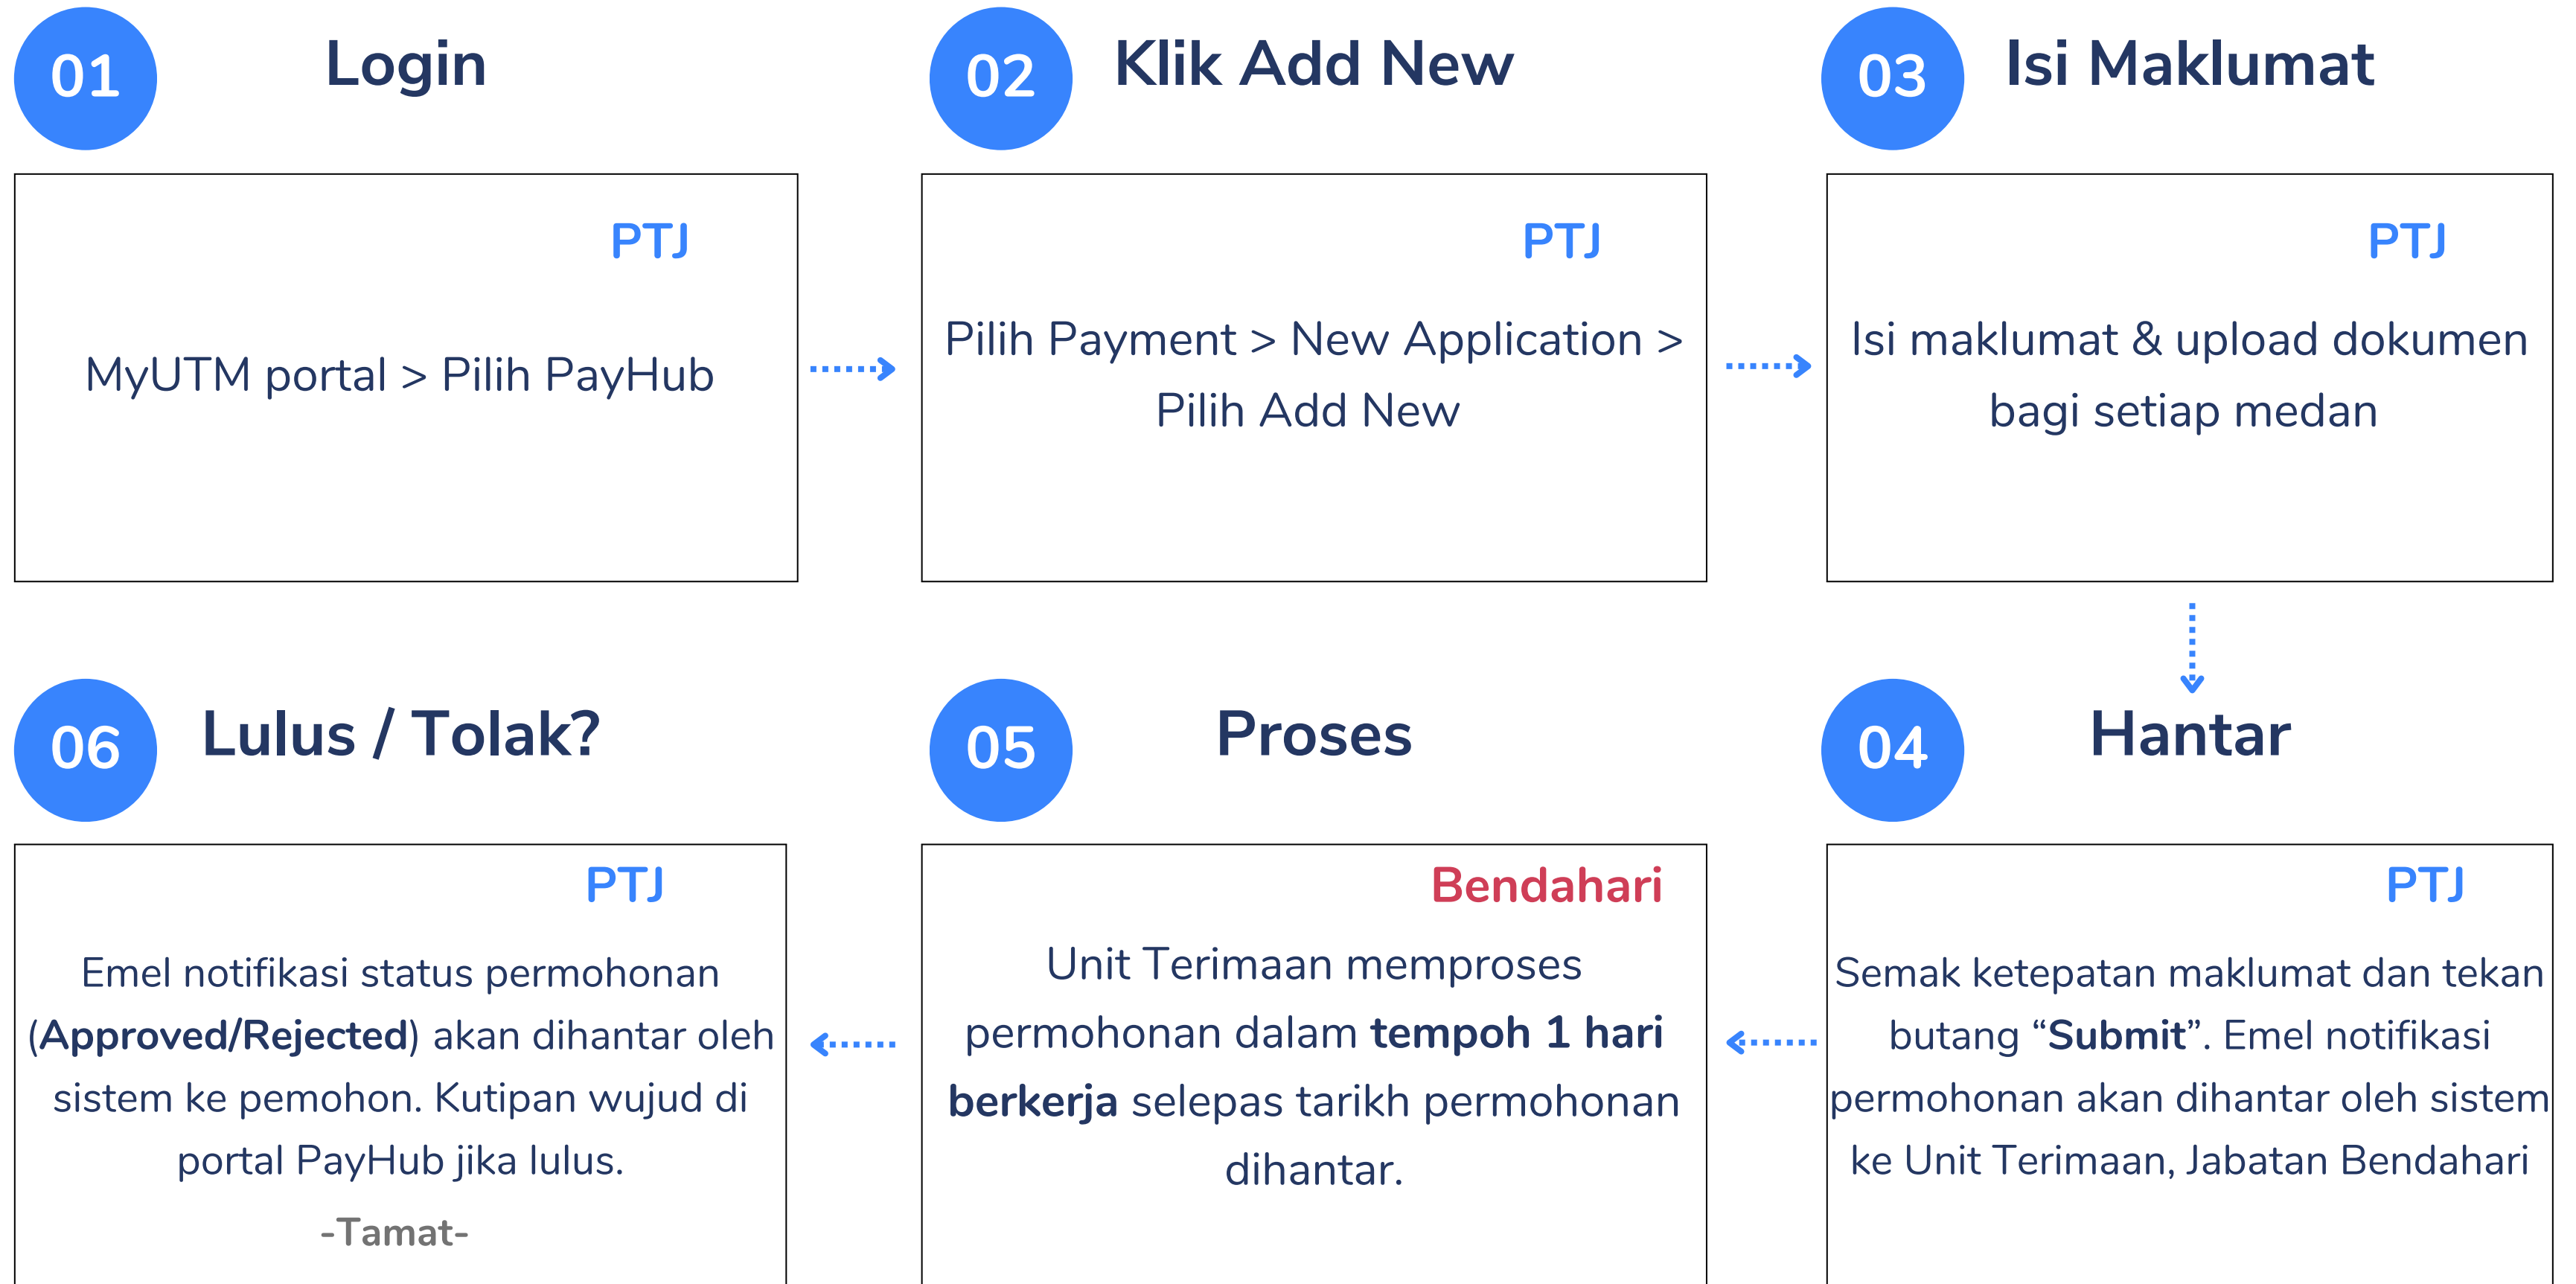 01
Login
PTJ
MyUTM portal > Pilih PayHub
02
Klik Add New
PTJ
Pilih Payment > New Application >
Pilih Add New
03
Isi Maklumat
PTJ
Isi maklumat & upload dokumen
bagi setiap medan
04
Hantar
PTJ
Semak ketepatan maklumat dan tekan
butang “Submit”. Emel notifikasi
permohonan akan dihantar oleh sistem
ke Unit Terimaan, Jabatan Bendahari
05
Proses
Bendahari
Unit Terimaan memproses
permohonan dalam tempoh 1 hari
berkerja selepas tarikh permohonan
dihantar.
06
Lulus / Tolak?
PTJ
Emel notifikasi status permohonan
(Approved/Rejected) akan dihantar oleh
sistem ke pemohon. Kutipan wujud di
portal PayHub jika lulus.
-Tamat-